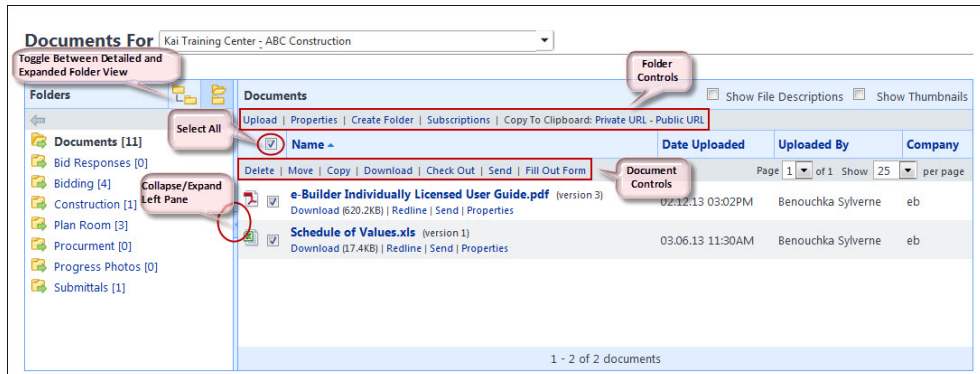 Documents For Kai Training Center - ABC Construction
Toggle Between Detailed and
Expanded Folder View
Folder
Controls
Folders
Documents
Show File Descriptions Show Thumbnails
Upload | Properties | Create Folder | Subscriptions | Copy To Clipboard: Private URL - Public URL
Select All
Name Date Uploaded Uploaded By Company
Delete | Move | Copy | Download | Check Out | Send | Fill Out Form
Document
Controls
Page 1 of 1 Show 25 per page
Documents [11]
Bid Responses [0]
Bidding [4]
Construction [1]
Plan Room [3]
Procurment [0]
Progress Photos [0]
Submittals [1]
Collapse/Expand
Left Pane
e-Builder Individually Licensed User Guide.pdf (version 3)
Download (620.2KB) | Redline | Send | Properties
02.12.13 03:02PM Benouchka Sylverne eb
Schedule of Values.xls (version 1)
Download (17.4KB) | Redline | Send | Properties
03.06.13 11:30AM Benouchka Sylverne eb
1 - 2 of 2 documents